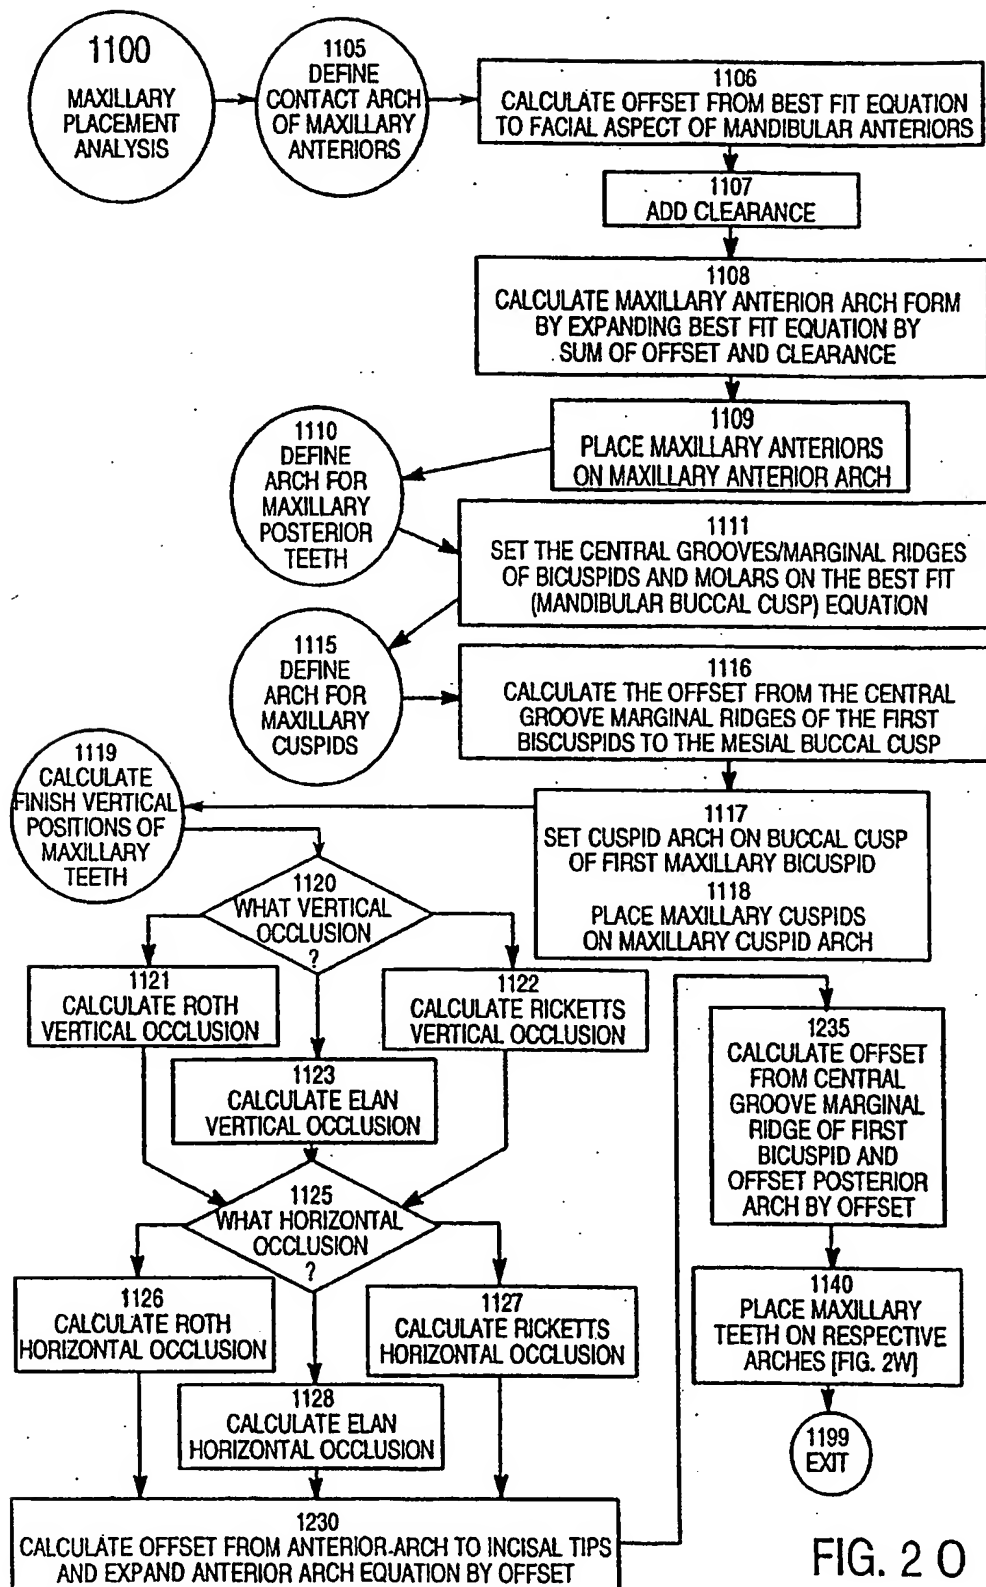 1100
MAXILLARY
PLACEMENT
ANALYSIS
1105
DEFINE
CONTACT ARCH
OF MAXILLARY
ANTERIORS
1106
CALCULATE OFFSET FROM BEST FIT EQUATION
TO FACIAL ASPECT OF MANDIBULAR ANTERIORS
1107
ADD CLEARANCE
1108
CALCULATE MAXILLARY ANTERIOR ARCH FORM
BY EXPANDING BEST FIT EQUATION BY
SUM OF OFFSET AND CLEARANCE
1109
PLACE MAXILLARY ANTERIORS
ON MAXILLARY ANTERIOR ARCH
1110
DEFINE
ARCH FOR
MAXILLARY
POSTERIOR
TEETH
1111
SET THE CENTRAL GROOVES/MARGINAL RIDGES
OF BICUSPIDS AND MOLARS ON THE BEST FIT
(MANDIBULAR BUCCAL CUSP) EQUATION
1115
DEFINE
ARCH FOR
MAXILLARY
CUSPIDS
1116
CALCULATE THE OFFSET FROM THE CENTRAL
GROOVE MARGINAL RIDGES OF THE FIRST
BISCUSPIDS TO THE MESIAL BUCCAL CUSP
1117
SET CUSPID ARCH ON BUCCAL CUSP
OF FIRST MAXILLARY BICUSPID
1118
PLACE MAXILLARY CUSPIDS
ON MAXILLARY CUSPID ARCH
1119
CALCULATE
FINISH VERTICAL
POSITIONS OF
MAXILLARY
TEETH
1120
WHAT VERTICAL
OCCLUSION
?
1121
CALCULATE ROTH
VERTICAL OCCLUSION
1122
CALCULATE RICKETTS
VERTICAL OCCLUSION
1123
CALCULATE ELAN
VERTICAL OCCLUSION
1125
WHAT HORIZONTAL
OCCLUSION
?
1126
CALCULATE ROTH
HORIZONTAL OCCLUSION
1127
CALCULATE RICKETTS
HORIZONTAL OCCLUSION
1128
CALCULATE ELAN
HORIZONTAL OCCLUSION
1230
CALCULATE OFFSET FROM ANTERIOR-ARCH TO INCISAL TIPS
AND EXPAND ANTERIOR ARCH EQUATION BY OFFSET
1235
CALCULATE OFFSET
FROM CENTRAL
GROOVE MARGINAL
RIDGE OF FIRST
BICUSPID AND
OFFSET POSTERIOR
ARCH BY OFFSET
1140
PLACE MAXILLARY
TEETH ON RESPECTIVE
ARCHES [FIG. 2W]
1199
EXIT
FIG. 2 O